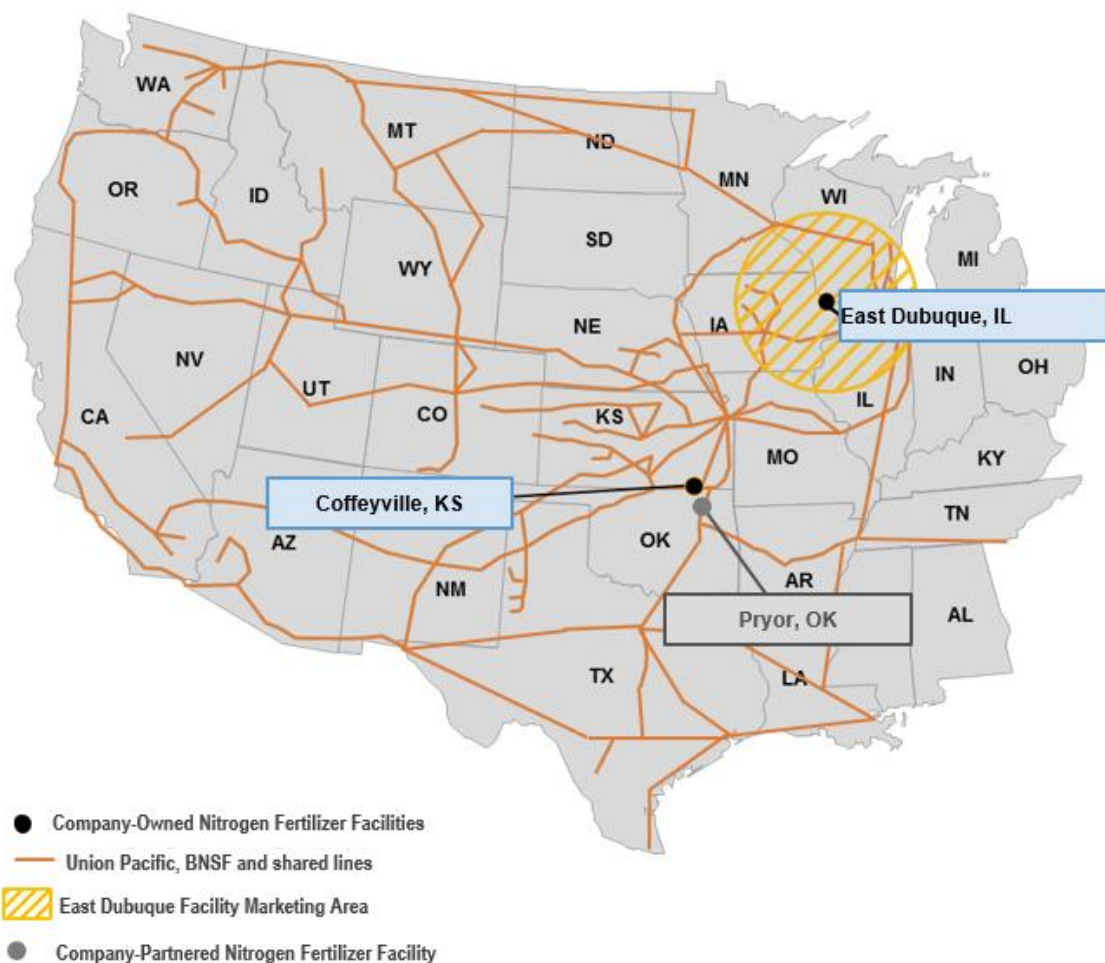 WA
MT
ND
MN
OR
ID
WI
SD
MI
WY
IA
NE
East Dubuque, IL
NV
UT
IN
OH
CA
CO
KS
IL
MO
KY
Coffeyville, KS
TN
AZ
OK
AR
NM
AL
Pryor, OK
TX
LA
Company-Owned Nitrogen Fertilizer Facilities
Union Pacific, BNSF and shared lines
East Dubuque Facility Marketing Area
Company-Partnered Nitrogen Fertilizer Facility